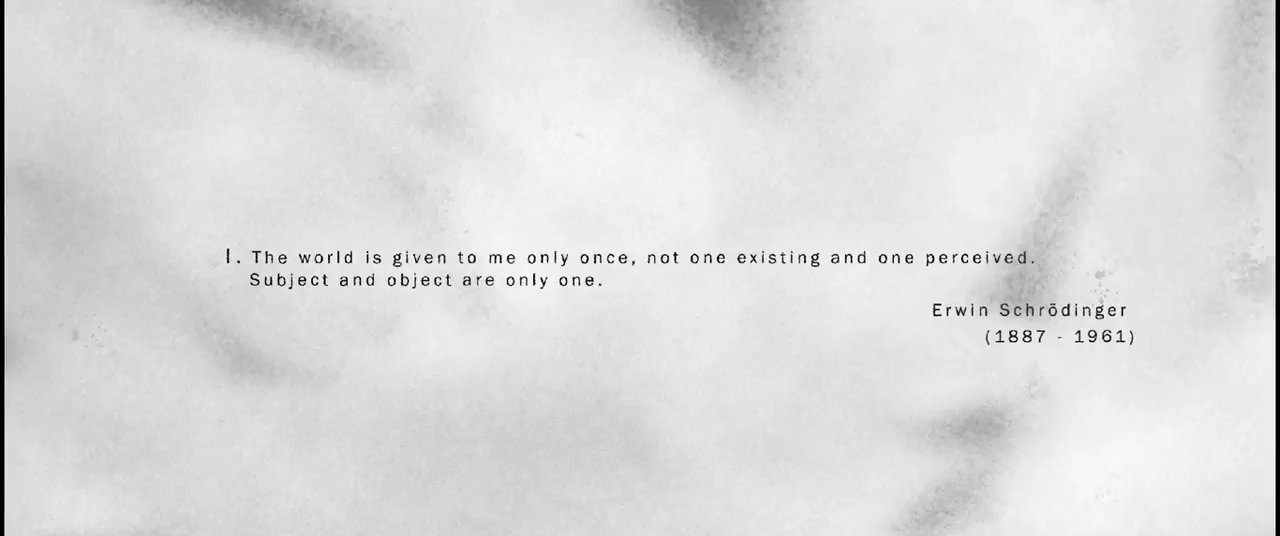 I. The world is given to me only once, not one existing and one perceived.
Subject and object are only one.
Erwin Schrödinger
(1887 - 1961)